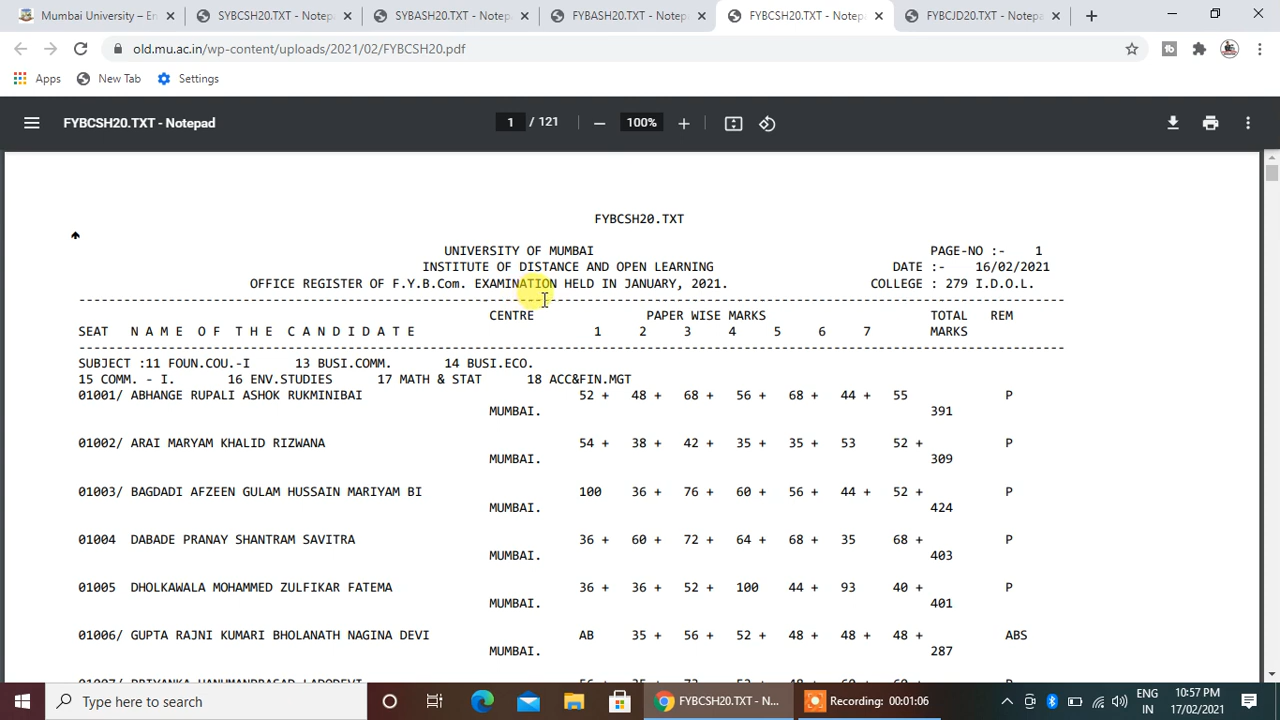 Mumbai University – En
SYBCSH20.TXT - Notep
SYBASH20.TXT - Notep
FYBASH20.TXT - Notep
FYBCSH20.TXT - Notep
FYBCJD20.TXT - Notepa
old.mu.ac.in/wp-content/uploads/2021/02/FYBCSH20.pdf
Apps New Tab Settings
FYBCSH20.TXT - Notepad 1 / 121 100%
FYBCSH20.TXT
UNIVERSITY OF MUMBAI PAGE-NO :- 1
INSTITUTE OF DISTANCE AND OPEN LEARNING DATE :- 16/02/2021
OFFICE REGISTER OF F.Y.B.Com. EXAMINATION HELD IN JANUARY, 2021. COLLEGE : 279 I.D.O.L.
CENTRE PAPER WISE MARKS TOTAL REM
SEAT N A M E O F T H E C A N D I D A T E 1 2 3 4 5 6 7 MARKS
SUBJECT :11 FOUN.COU.-I 13 BUSI.COMM. 14 BUSI.ECO.
15 COMM. - I. 16 ENV.STUDIES 17 MATH & STAT 18 ACC&FIN.MGT
01001/ ABHANGE RUPALI ASHOK RUKMINIBAI 52 + 48 + 68 + 56 + 68 + 44 + 55 P
MUMBAI. 391
01002/ ARAI MARYAM KHALID RIZWANA 54 + 38 + 42 + 35 + 35 + 53 52 + P
MUMBAI. 309
01003/ BAGDADI AFZEEN GULAM HUSSAIN MARIYAM BI 100 36 + 76 + 60 + 56 + 44 + 52 + P
MUMBAI. 424
01004 DABADE PRANAY SHANTRAM SAVITRA 36 + 60 + 72 + 64 + 68 + 35 68 + P
MUMBAI. 403
01005 DHOLKAWALA MOHAMMED ZULFIKAR FATEMA 36 + 36 + 52 + 100 44 + 93 40 + P
MUMBAI. 401
01006/ GUPTA RAJNI KUMARI BHOLANATH NAGINA DEVI AB 35 + 56 + 52 + 48 + 48 + 48 + ABS
MUMBAI. 287
Type here to search
FYBCSH20.TXT - N...
Recording: 00:01:06
ENG
IN
10:57 PM
17/02/2021